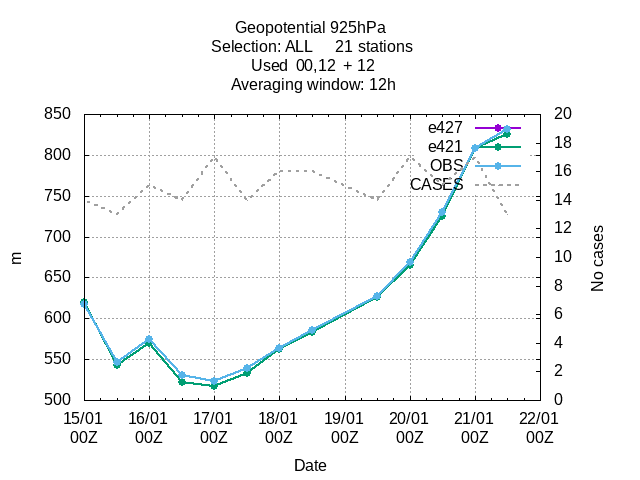 Geopotential 925hPa
Selection: ALL 21 stations
Used 00,12 + 12
Averaging window: 12h
850
800
750
700
650
600
550
500
20
18
16
14
12
10
8
6
4
2
0
e427
e421
OBS
CASES
m
No cases
15/01 16/01 17/01 18/01 19/01 20/01 21/01 22/01
00Z 00Z 00Z 00Z 00Z 00Z 00Z 00Z
Date